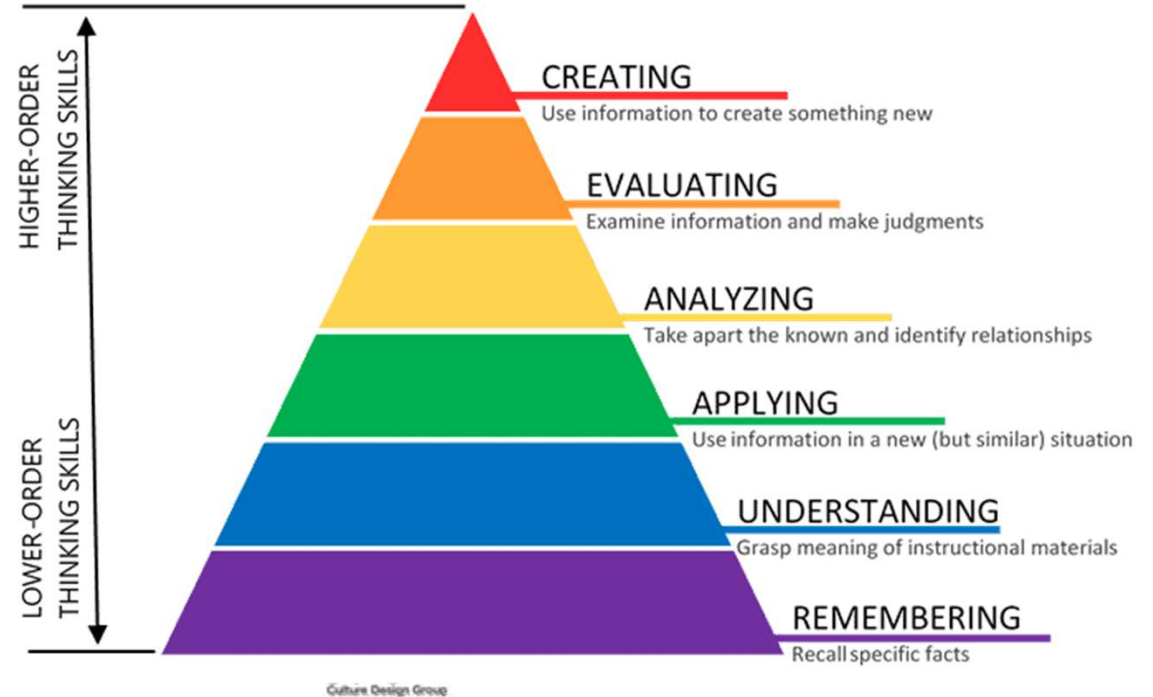 HIGHER-ORDER
THINKING SKILLS
LOWER-ORDER
THINKING SKILLS
CREATING
Use information to create something new
EVALUATING
Examine information and make judgments
ANALYZING
Take apart the known and identify relationships
APPLYING
Use information in a new (but similar) situation
UNDERSTANDING
Grasp meaning of instructional materials
REMEMBERING
Recall specific facts
Culture Design Group